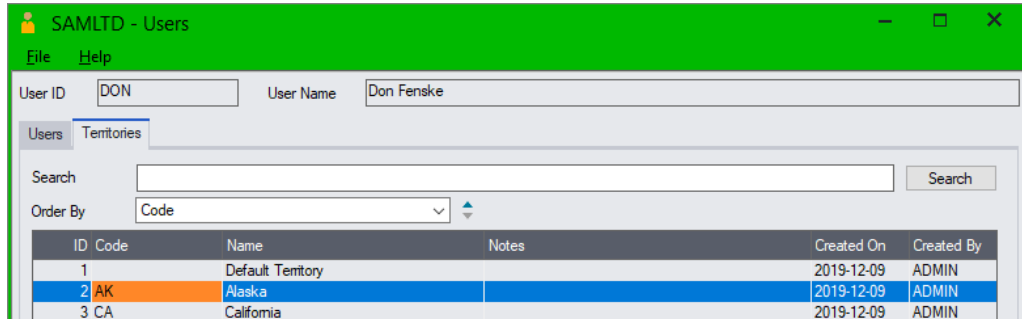 SAMLTD - Users
File Help
User ID DON User Name Don Fenske
Users Territories
Search Search
Order By Code
ID Code Name Notes Created On Created By
1 Default Territory 2019-12-09 ADMIN
2 AK Alaska 2019-12-09 ADMIN
3 CA California 2019-12-09 ADMIN